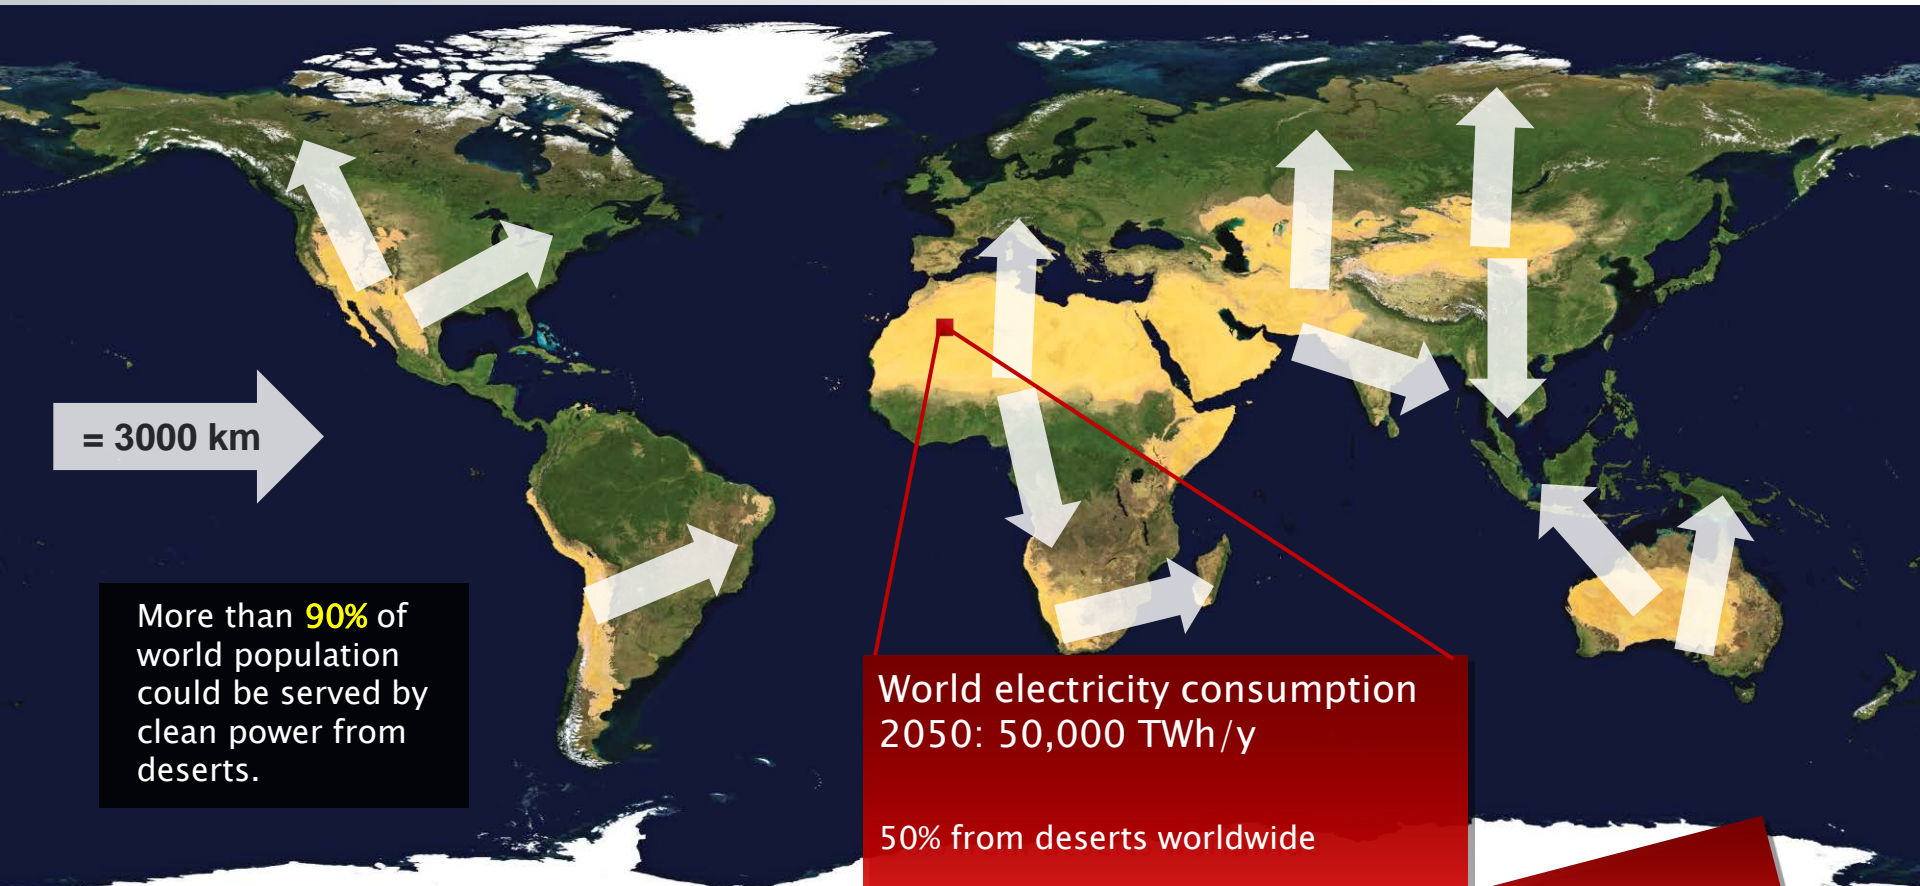 = 3000 km
More than 90% of
world population
could be served by
clean power from
deserts.
World electricity consumption
2050: 50,000 TWh/y
50% from deserts worldwide